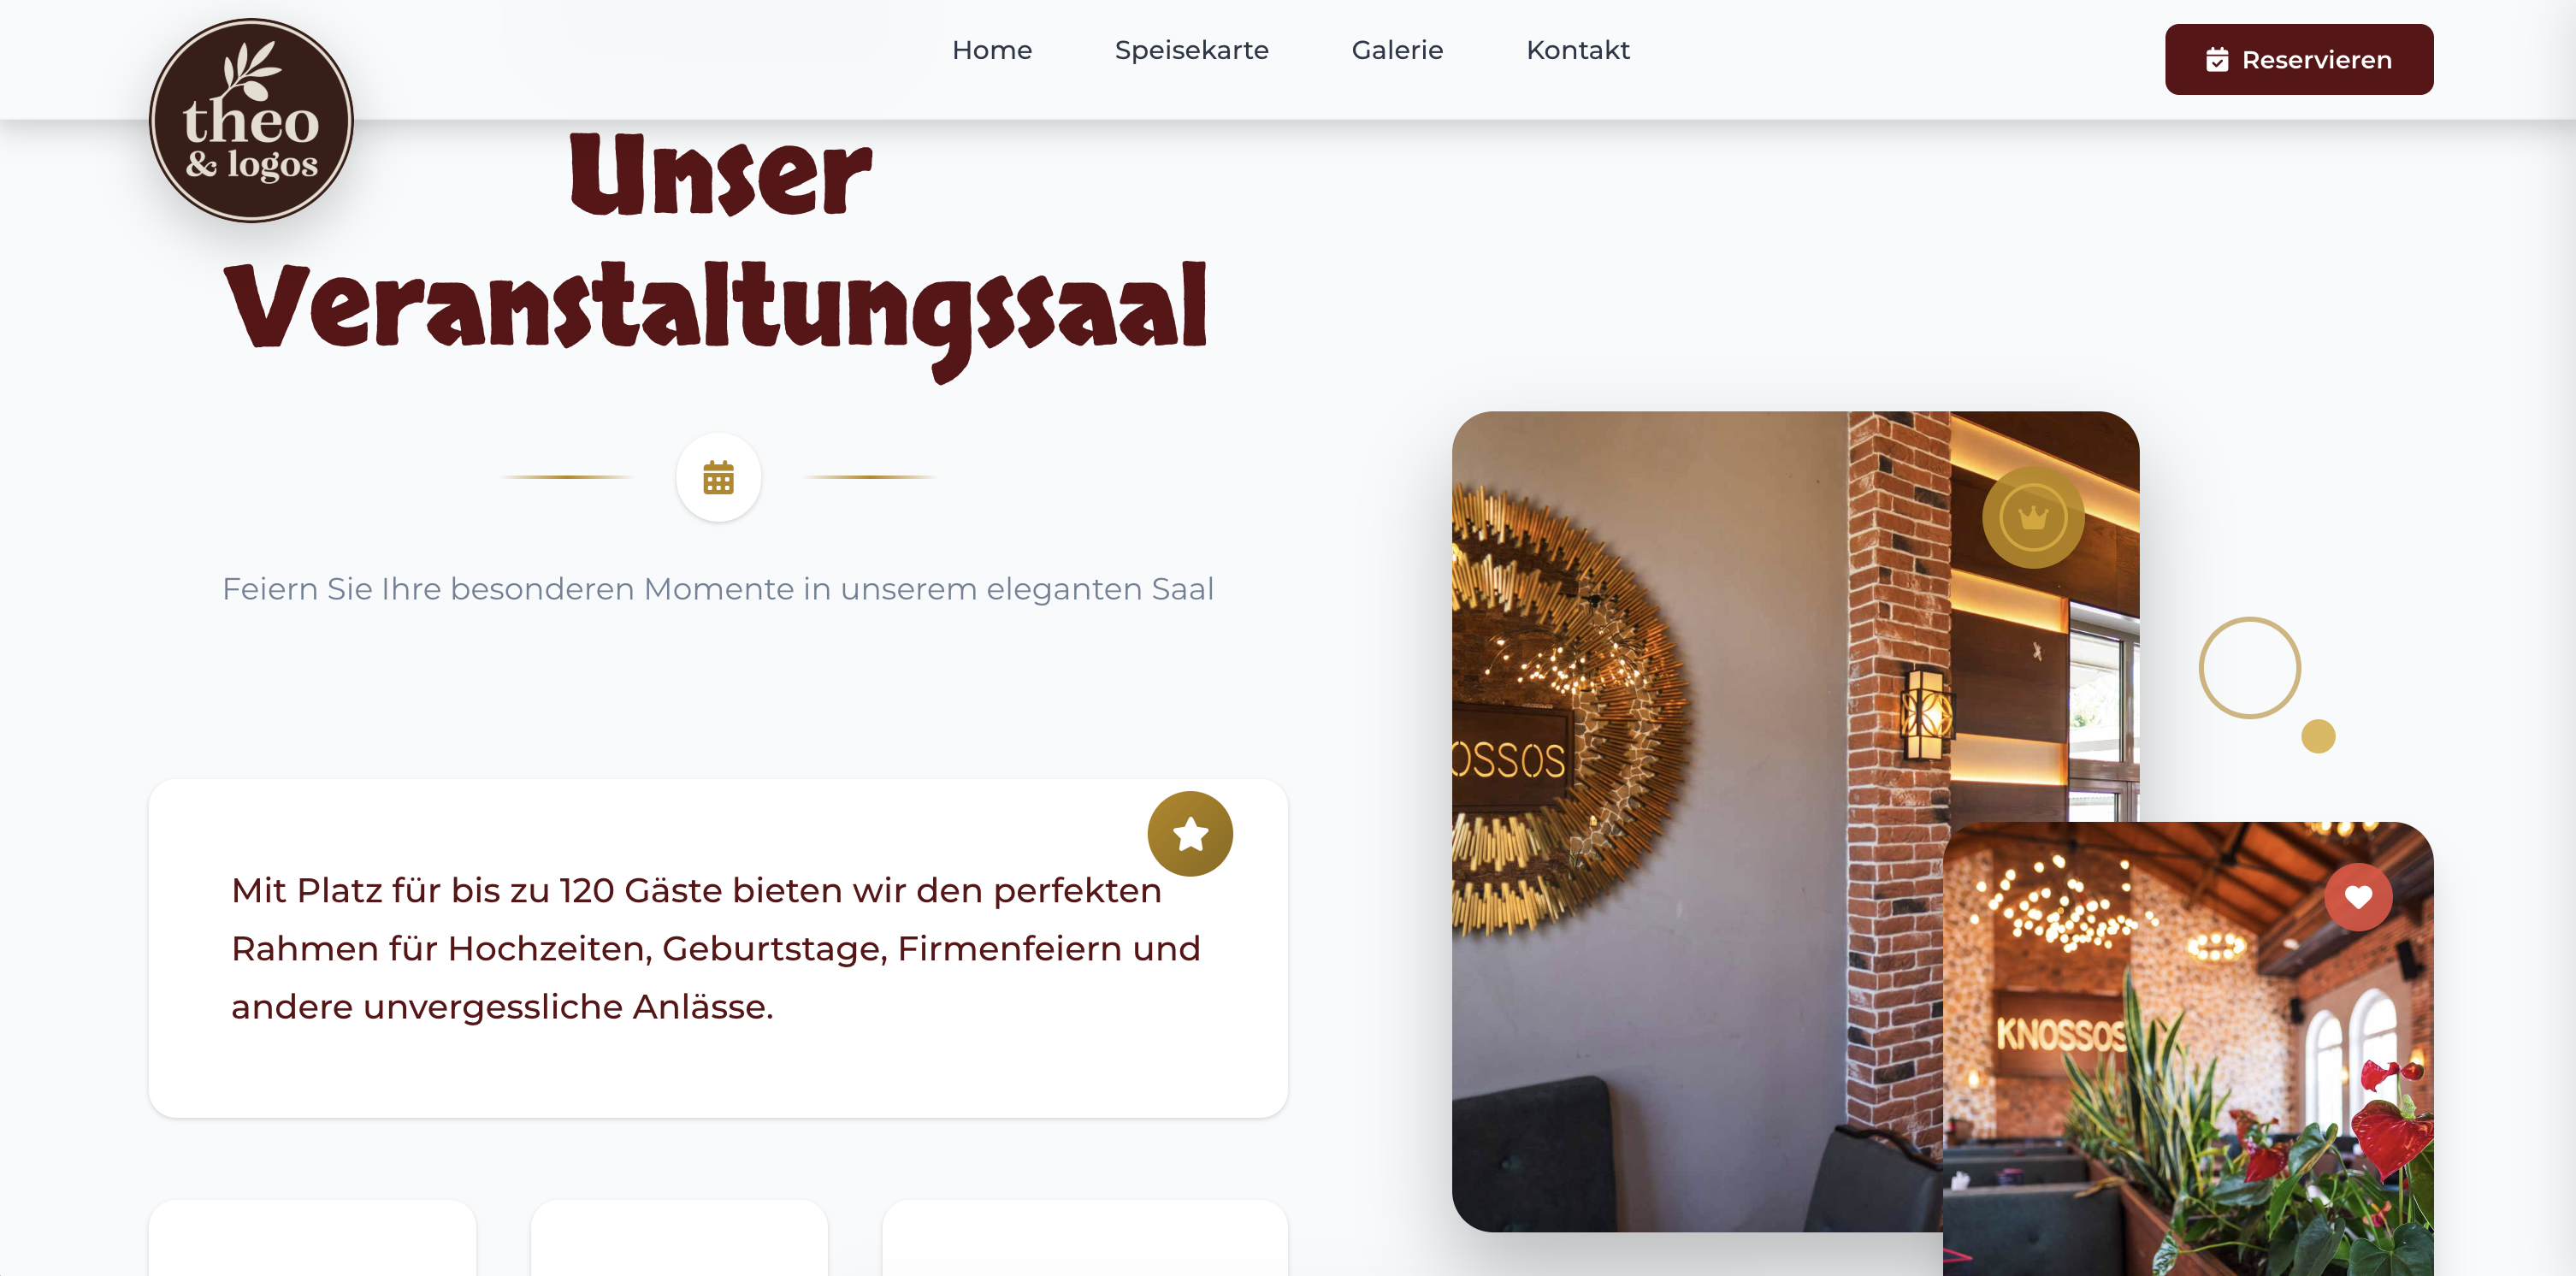 theo
& logos
Home
Speisekarte
Galerie
Kontakt
Reservieren
Unser
Veranstaltungssaal
Feiern Sie Ihre besonderen Momente in unserem eleganten Saal
Mit Platz für bis zu 120 Gäste bieten wir den perfekten
Rahmen für Hochzeiten, Geburtstage, Firmenfeiern und
andere unvergessliche Anlässe.
OSSOS
KNOSSOS